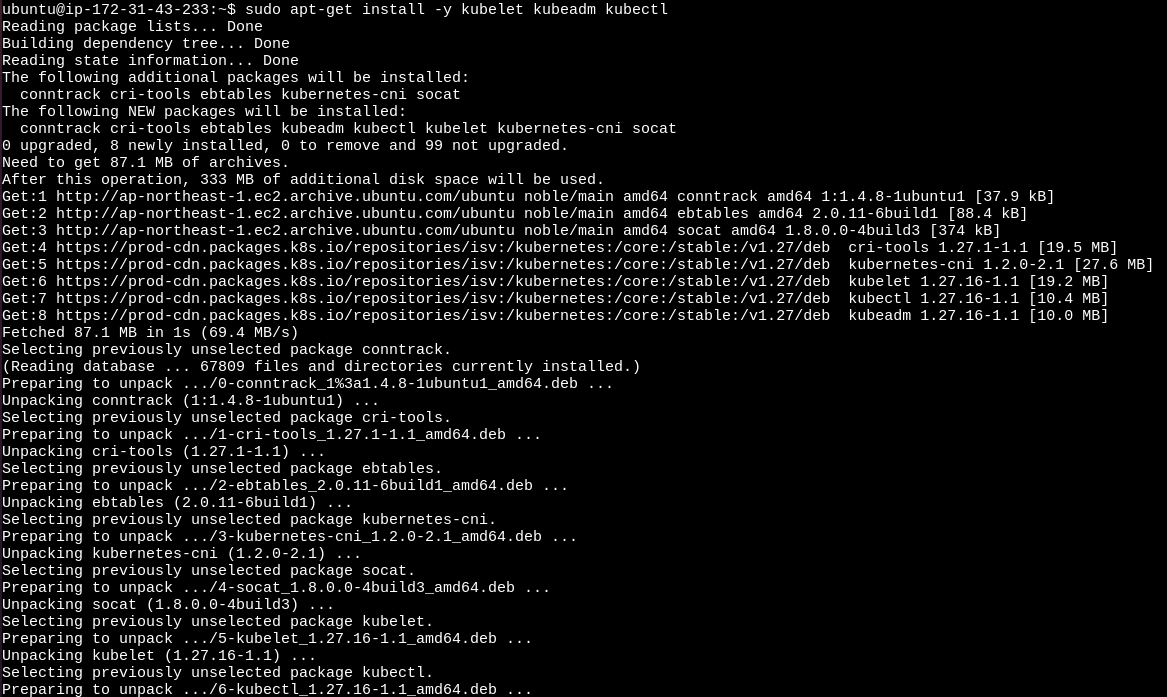 ubuntu@ip-172-31-43-233:~$ sudo apt-get install -y kubelet kubeadm kubectl
Reading package lists... Done
Building dependency tree... Done
Reading state information... Done
The following additional packages will be installed:
  conntrack cri-tools ebtables kubernetes-cni socat
The following NEW packages will be installed:
  conntrack cri-tools ebtables kubeadm kubectl kubelet kubernetes-cni socat
0 upgraded, 8 newly installed, 0 to remove and 99 not upgraded.
Need to get 87.1 MB of archives.
After this operation, 333 MB of additional disk space will be used.
Get:1 http://ap-northeast-1.ec2.archive.ubuntu.com/ubuntu noble/main amd64 conntrack amd64 1:1.4.8-1ubuntu1 [37.9 kB]
Get:2 http://ap-northeast-1.ec2.archive.ubuntu.com/ubuntu noble/main amd64 ebtables amd64 2.0.11-6build1 [88.4 kB]
Get:3 http://ap-northeast-1.ec2.archive.ubuntu.com/ubuntu noble/main amd64 socat amd64 1.8.0.0-4build3 [374 kB]
Get:4 https://prod-cdn.packages.k8s.io/repositories/isv:/kubernetes:/core:/stable:/v1.27/deb  cri-tools 1.27.1-1.1 [19.5 MB]
Get:5 https://prod-cdn.packages.k8s.io/repositories/isv:/kubernetes:/core:/stable:/v1.27/deb  kubernetes-cni 1.2.0-2.1 [27.6 MB]
Get:6 https://prod-cdn.packages.k8s.io/repositories/isv:/kubernetes:/core:/stable:/v1.27/deb  kubelet 1.27.16-1.1 [19.2 MB]
Get:7 https://prod-cdn.packages.k8s.io/repositories/isv:/kubernetes:/core:/stable:/v1.27/deb  kubectl 1.27.16-1.1 [10.4 MB]
Get:8 https://prod-cdn.packages.k8s.io/repositories/isv:/kubernetes:/core:/stable:/v1.27/deb  kubeadm 1.27.16-1.1 [10.0 MB]
Fetched 87.1 MB in 1s (69.4 MB/s)
Selecting previously unselected package conntrack.
(Reading database ... 67809 files and directories currently installed.)
Preparing to unpack .../0-conntrack_1%3a1.4.8-1ubuntu1_amd64.deb ...
Unpacking conntrack (1:1.4.8-1ubuntu1) ...
Selecting previously unselected package cri-tools.
Preparing to unpack .../1-cri-tools_1.27.1-1.1_amd64.deb ...
Unpacking cri-tools (1.27.1-1.1) ...
Selecting previously unselected package ebtables.
Preparing to unpack .../2-ebtables_2.0.11-6build1_amd64.deb ...
Unpacking ebtables (2.0.11-6build1) ...
Selecting previously unselected package kubernetes-cni.
Preparing to unpack .../3-kubernetes-cni_1.2.0-2.1_amd64.deb ...
Unpacking kubernetes-cni (1.2.0-2.1) ...
Selecting previously unselected package socat.
Preparing to unpack .../4-socat_1.8.0.0-4build3_amd64.deb ...
Unpacking socat (1.8.0.0-4build3) ...
Selecting previously unselected package kubelet.
Preparing to unpack .../5-kubelet_1.27.16-1.1_amd64.deb ...
Unpacking kubelet (1.27.16-1.1) ...
Selecting previously unselected package kubectl.
Preparing to unpack .../6-kubectl_1.27.16-1.1_amd64.deb ...